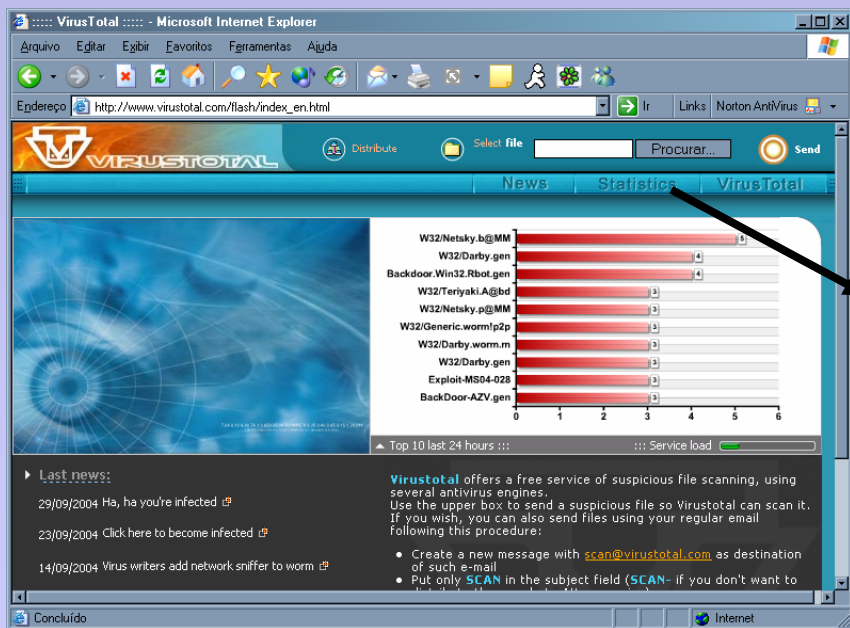 ::::: VirusTotal ::::: - Microsoft Internet Explorer
Arquivo Editar Exibir Favoritos Ferramentas Ajuda
Endereço http://www.virustotal.com/flash/index_en.html Ir Links Norton AntiVirus
VIRUSTOTAL Distribute Select file Procurar... Send
News Statistics VirusTotal
W32/Netsky.b@MM 5
W32/Darby.gen 4
Backdoor.Win32.Rbot.gen 4
W32/Teriyaki.A@bd 3
W32/Netsky.p@MM 3
W32/Generic.worm!p2p 3
W32/Darby.worm.m 3
W32/Darby.gen 3
Exploit-MS04-028 3
BackDoor-AZV.gen 3
0 1 2 3 4 5 6
Top 10 last 24 hours ::: ::: Service load
Last news:
29/09/2004 Ha, ha you're infected
23/09/2004 Click here to become infected
14/09/2004 Virus writers add network sniffer to worm
Virustotal offers a free service of suspicious file scanning, using
several antivirus engines.
Use the upper box to send a suspicious file so Virustotal can scan it.
If you wish, you can also send files using your regular email
following this procedure:
• Create a new message with scan@virustotal.com as destination
of such e-mail
• Put only SCAN in the subject field (SCAN- if you don't want to
Concluído Internet